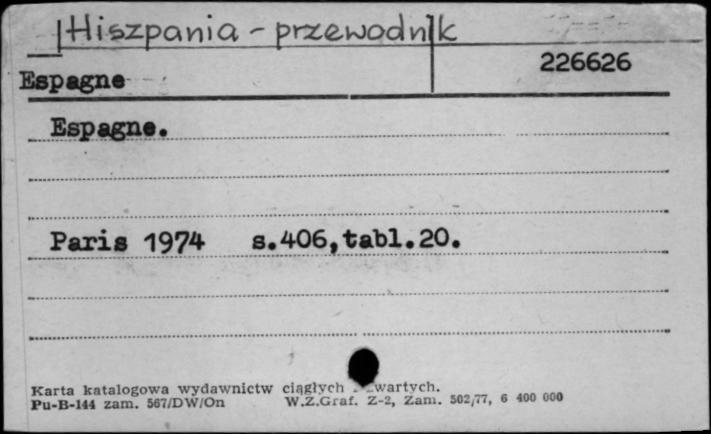 Hiszpania - przewodnik
226626
Espagne
Espagne.
Paris 1974 s.406,tabl.20.
Karta katalogowa wydawnictw ciągłych wartych.
Pu-B-144 zam. 567/DW/On W.Z.Graf. Z-2, Zam. 502/77, 6 400 000